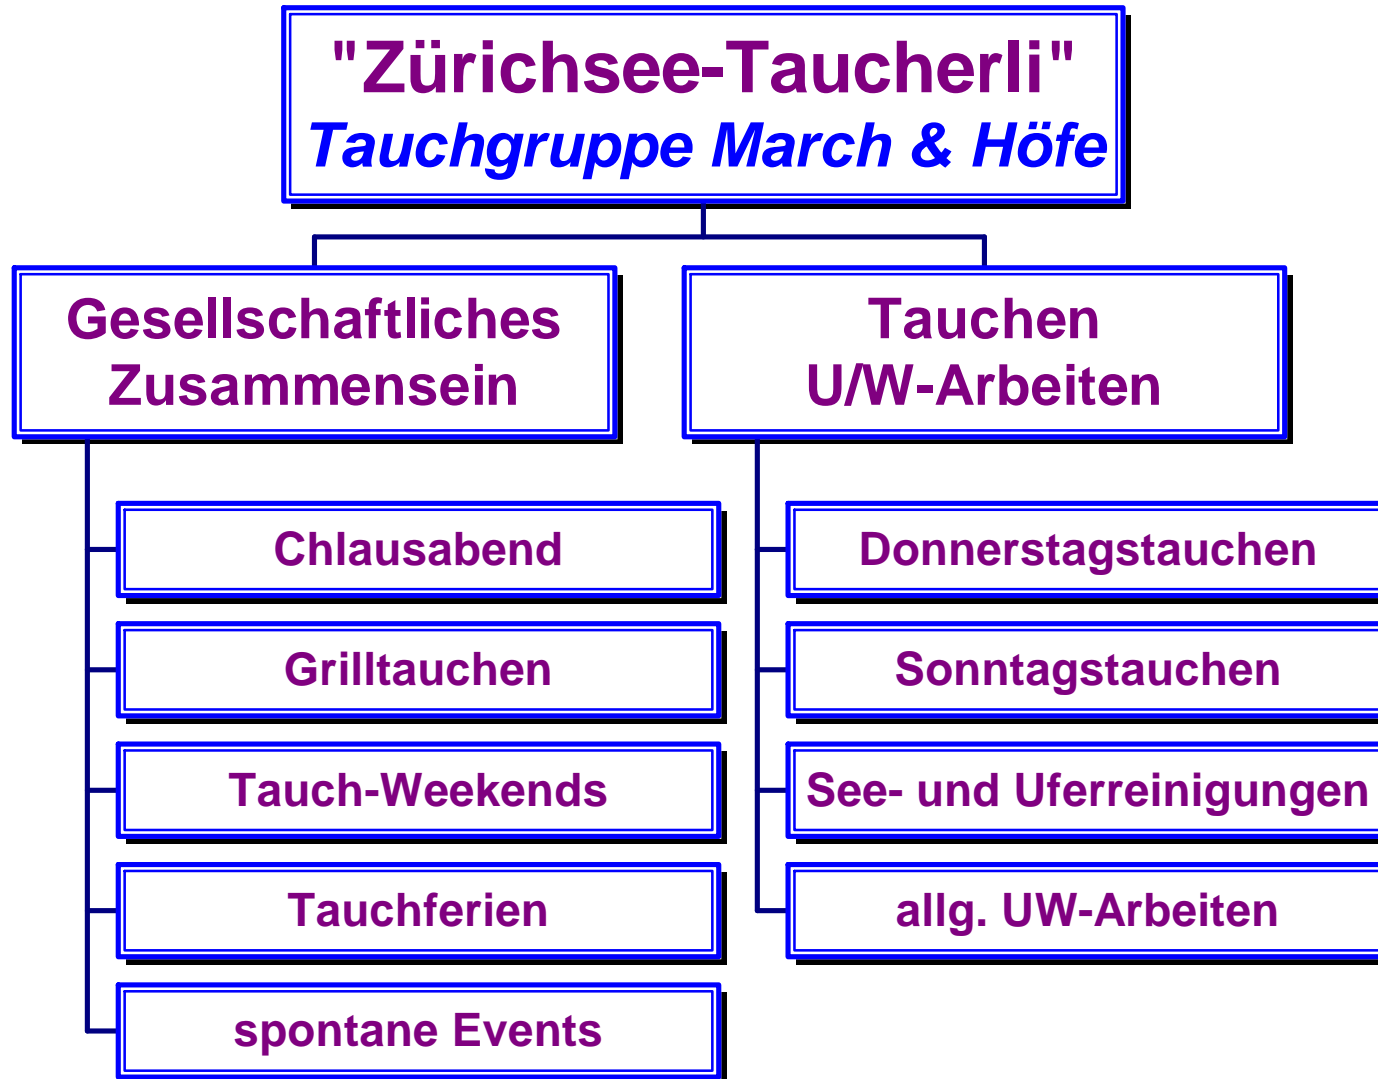 "Zürichsee-Taucherli"
Tauchgruppe March & Höfe
Gesellschaftliches
Zusammensein
Chlausabend
Grilltauchen
Tauch-Weekends
Tauchferien
spontane Events
Tauchen
U/W-Arbeiten
Donnerstagstauchen
Sonntagstauchen
See- und Uferreinigungen
allg. UW-Arbeiten